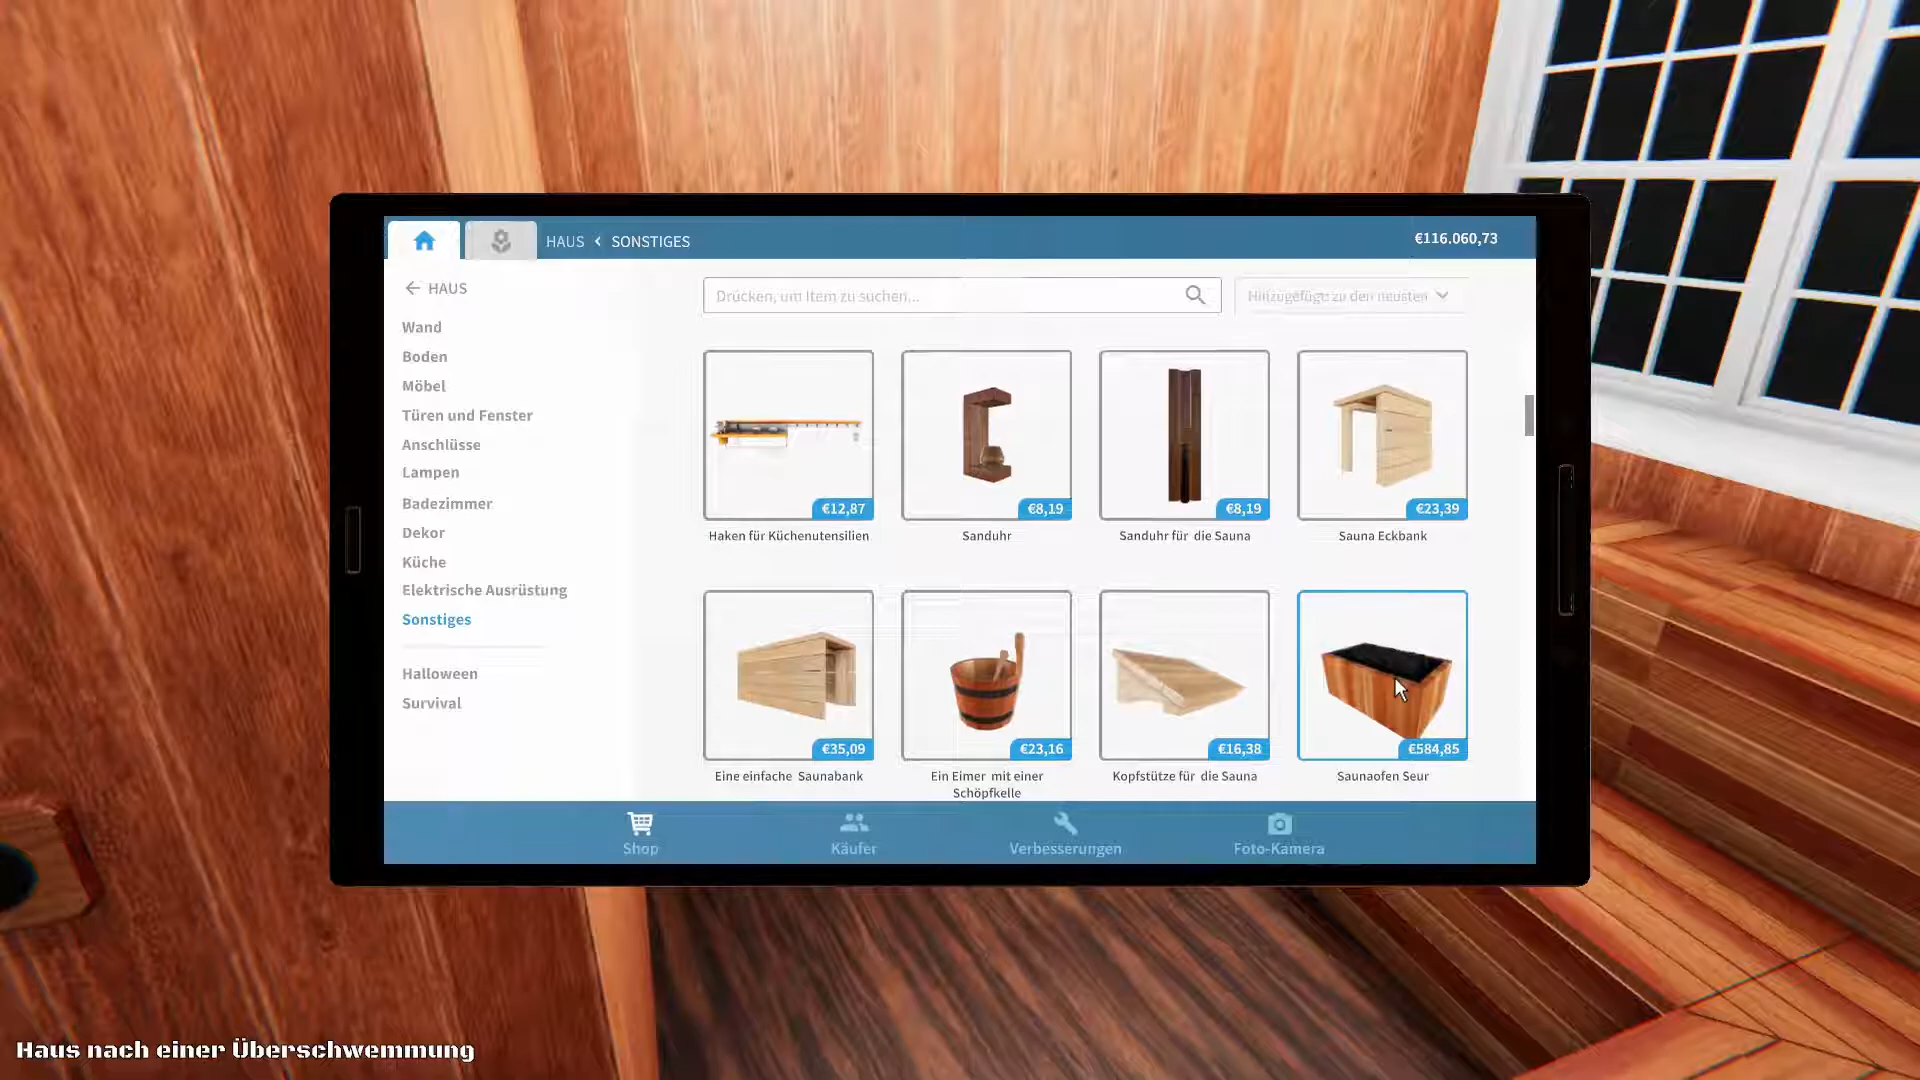 HAUS < SONSTIGES
€116.060,73
← HAUS
Drücken, um Item zu suchen...
Hinzugefügt zu den neusten
Wand
Boden
Möbel
Türen und Fenster
Anschlüsse
Lampen
Badezimmer
Dekor
Küche
Elektrische Ausrüstung
Sonstiges
Halloween
Survival
€12,87
€8,19
€8,19
€23,39
Haken für Küchenutensilien
Sanduhr
Sanduhr für die Sauna
Sauna Eckbank
€35,09
€23,16
€16,38
€584,85
Eine einfache Saunabank
Ein Eimer mit einer
Schöpfkelle
Kopfstütze für die Sauna
Saunaofen Seur
Shop
Käufer
Verbesserungen
Foto-Kamera
Haus nach einer Überschwemmung